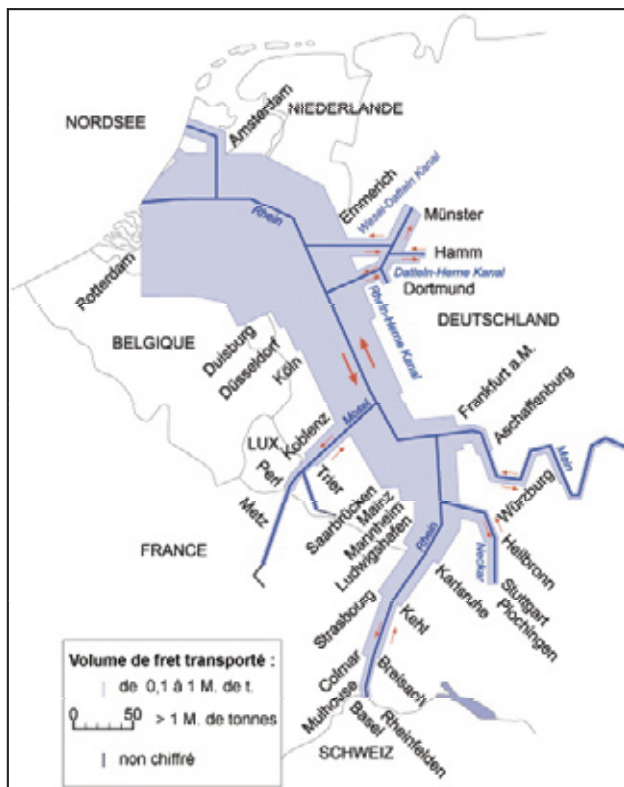 NORDSEE
Amsterdam
NIEDERLANDE
Emmerich
Wesel-Datteln Kanal
Münster
Rhein
Hamm
Datteln-Herne Kanal
Dortmund
Rotterdam
Rhein-Herne Kanal
DEUTSCHLAND
BELGIQUE
Duisburg
Düsseldorf
Köln
Frankfurt a.M.
Aschaffenburg
Mosel
Koblenz
LUX.
Main
Perl
Trier
Würzburg
Metz
Saarbrücken
Mainz
Mannheim
Ludwigshafen
Heilbronn
Rhein
Neckar
FRANCE
Stuttgart
Plochingen
Karlsruhe
Strasbourg
Kehl
Colmar
Breisach
Mulhouse
Basel
Rheinfelden
SCHWEIZ
Volume de fret transporté :
de 0,1 à 1 M. de t.
0 50 > 1 M. de tonnes
non chiffré